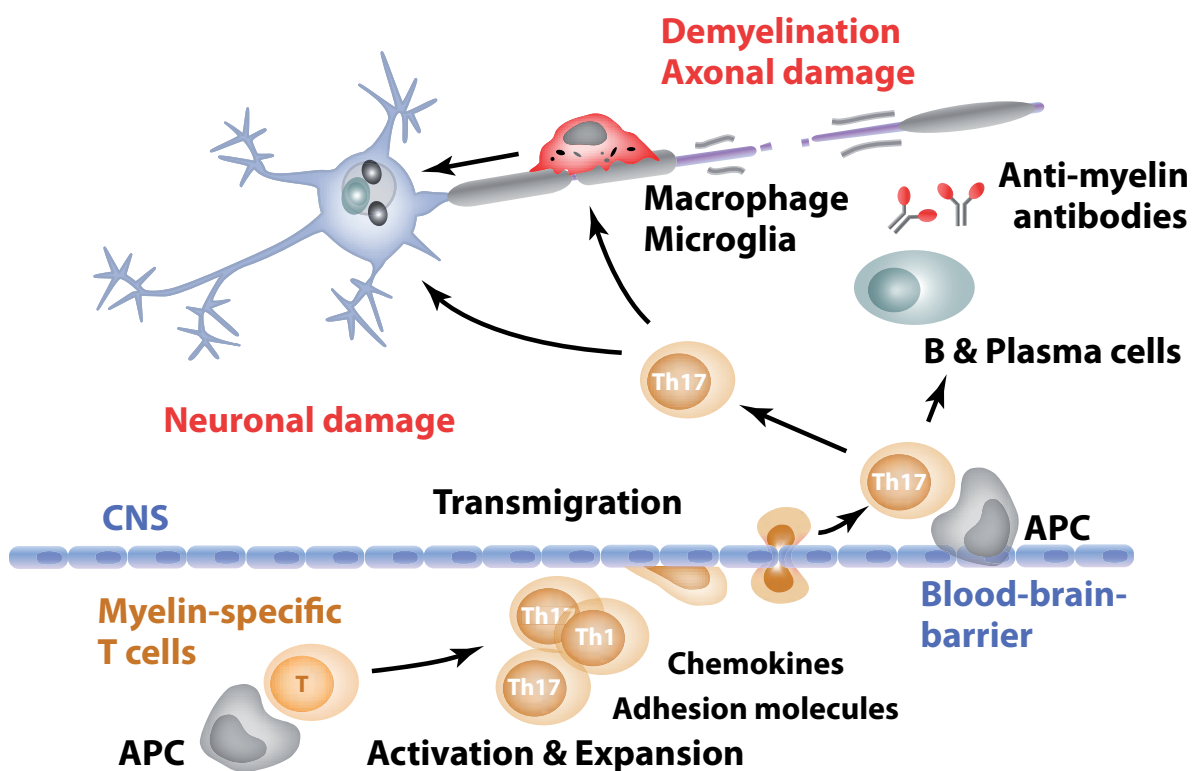 Demyelination
Axonal damage
Macrophage
Microglia
Anti-myelin
antibodies
B & Plasma cells
Th17
Neuronal damage
Th17
Transmigration
CNS
APC
Blood-brain-
barrier
Myelin-specific
T cells
Th17
Th1
T
Th17
Chemokines
Adhesion molecules
APC
Activation & Expansion